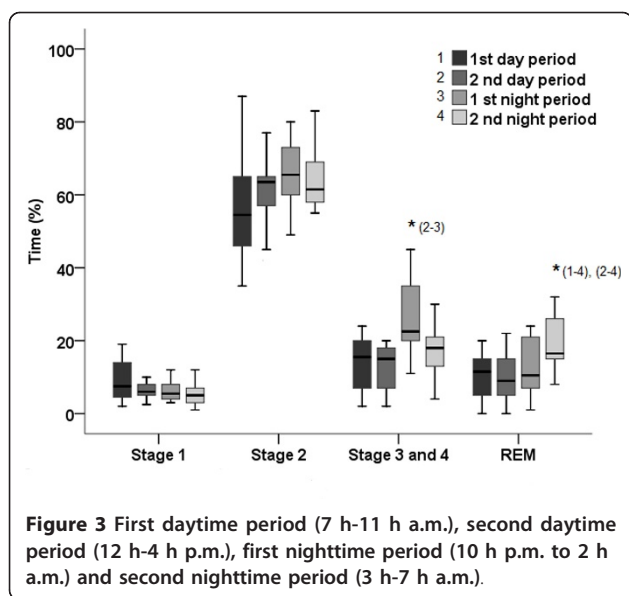 100
80
60
40
20
0
Time (%)
1 1st day period
2 2 nd day period
3 1 st night period
4 2 nd night period
* (2-3)
* (1-4), (2-4)
Stage 1 Stage 2 Stage 3 and 4 REM
Figure 3 First daytime period (7 h-11 h a.m.), second daytime
period (12 h-4 h p.m.), first nighttime period (10 h p.m. to 2 h
a.m.) and second nighttime period (3 h-7 h a.m.).